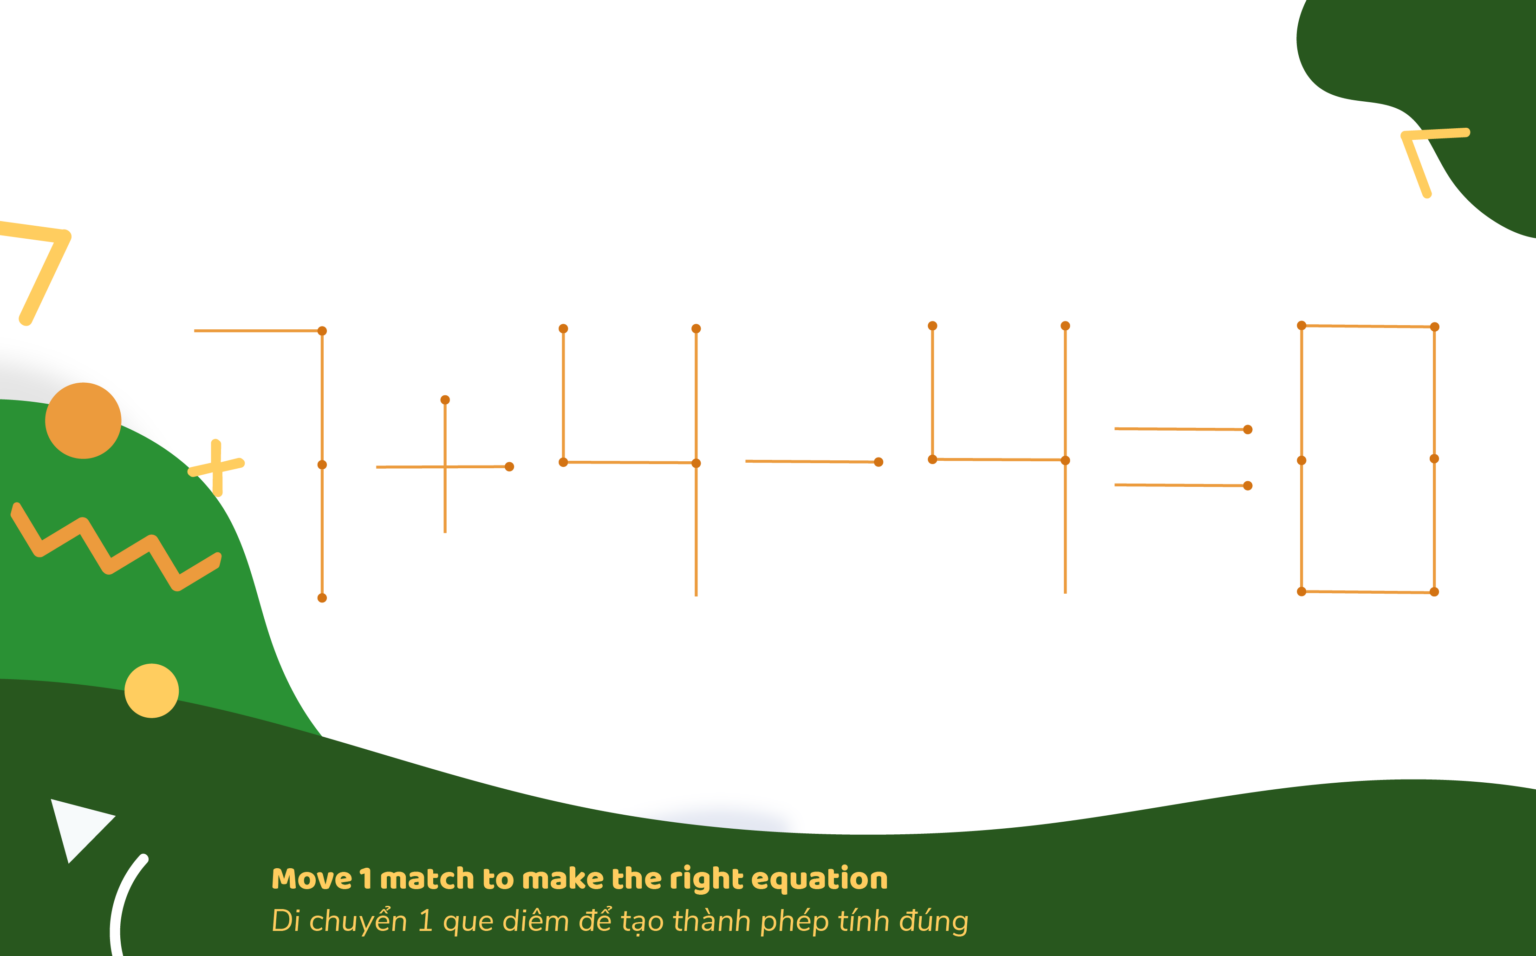 7+4-4=0
Move 1 match to make the right equation
Di chuyển 1 que diêm để tạo thành phép tính đúng